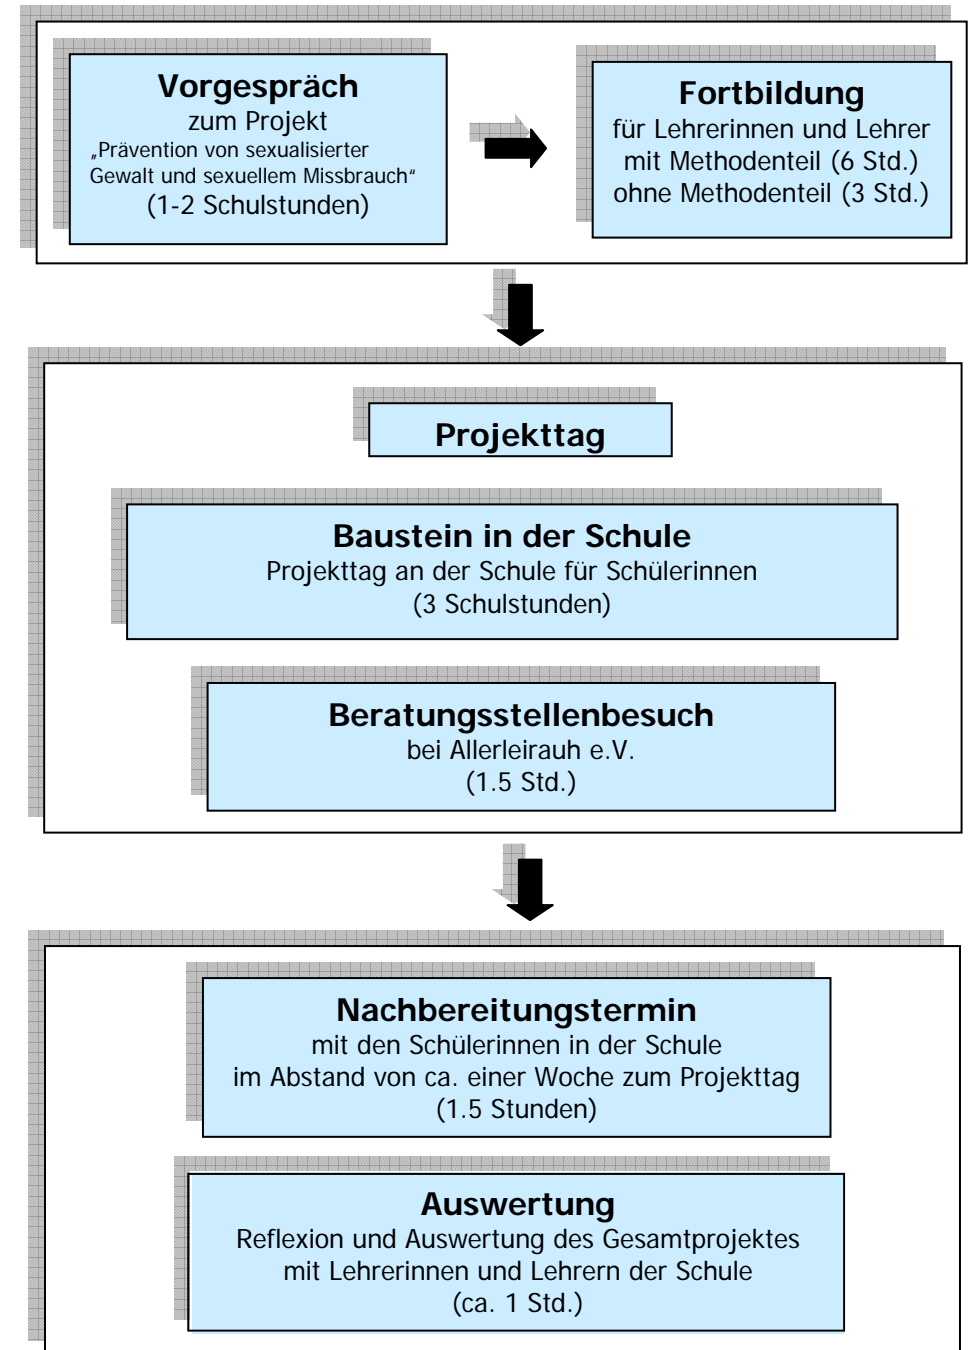 Vorgespräch
zum Projekt
„Prävention von sexualisierter
Gewalt und sexuellem Missbrauch“
(1-2 Schulstunden)
Fortbildung
für Lehrerinnen und Lehrer
mit Methodenteil (6 Std.)
ohne Methodenteil (3 Std.)
Projekttag
Baustein in der Schule
Projekttag an der Schule für Schülerinnen
(3 Schulstunden)
Beratungsstellenbesuch
bei Allerleirauh e.V.
(1.5 Std.)
Nachbereitungstermin
mit den Schülerinnen in der Schule
im Abstand von ca. einer Woche zum Projekttag
(1.5 Stunden)
Auswertung
Reflexion und Auswertung des Gesamtprojektes
mit Lehrerinnen und Lehrern der Schule
(ca. 1 Std.)